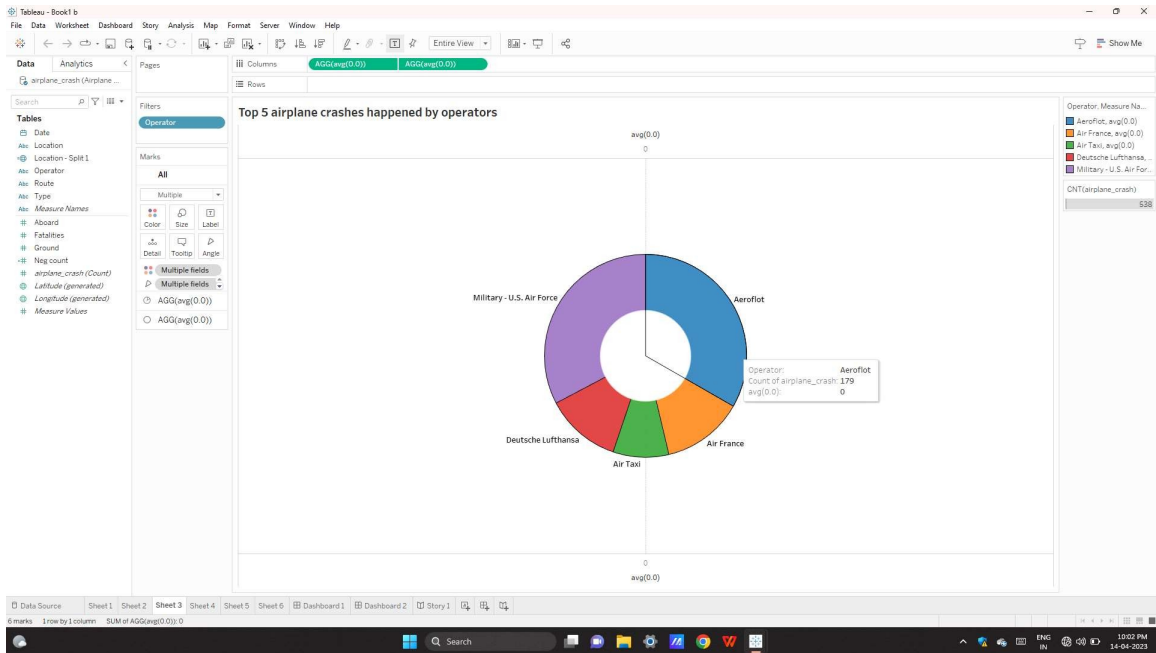 Tableau - Book1 b
File Data Worksheet Dashboard Story Analysis Map Format Server Window Help
Entire View
Show Me
Data Analytics
Pages
iii Columns AGG(avg(0.0)) AGG(avg(0.0))
airplane_crash (Airplane ...
Rows
Search
Tables
Date
Abc Location
Location - Split 1
Abc Operator
Abc Route
Abc Type
Abc Measure Names
# Aboard
# Fatalities
# Ground
# Neg count
# airplane_crash (Count)
Latitude (generated)
Longitude (generated)
# Measure Values
Filters
Operator
Marks
All
Multiple
Color Size Label
Detail Tooltip Angle
Multiple fields
Multiple fields
AGG(avg(0.0))
AGG(avg(0.0))
Top 5 airplane crashes happened by operators
avg(0.0)
0
Military - U.S. Air Force
Aeroflot
Operator: Aeroflot
Count of airplane_crash: 179
avg(0.0): 0
Deutsche Lufthansa
Air France
Air Taxi
0
avg(0.0)
Operator, Measure Na...
Aeroflot, avg(0.0)
Air France, avg(0.0)
Air Taxi, avg(0.0)
Deutsche Lufthansa, ...
Military - U.S. Air For...
CNT(airplane_crash)
538
Data Source Sheet 1 Sheet 2 Sheet 3 Sheet 4 Sheet 5 Sheet 6 Dashboard 1 Dashboard 2 Story 1
6 marks 1 row by 1 column SUM of AGG(avg(0.0)): 0
Search
ENG
IN
10:02 PM
14-04-2023